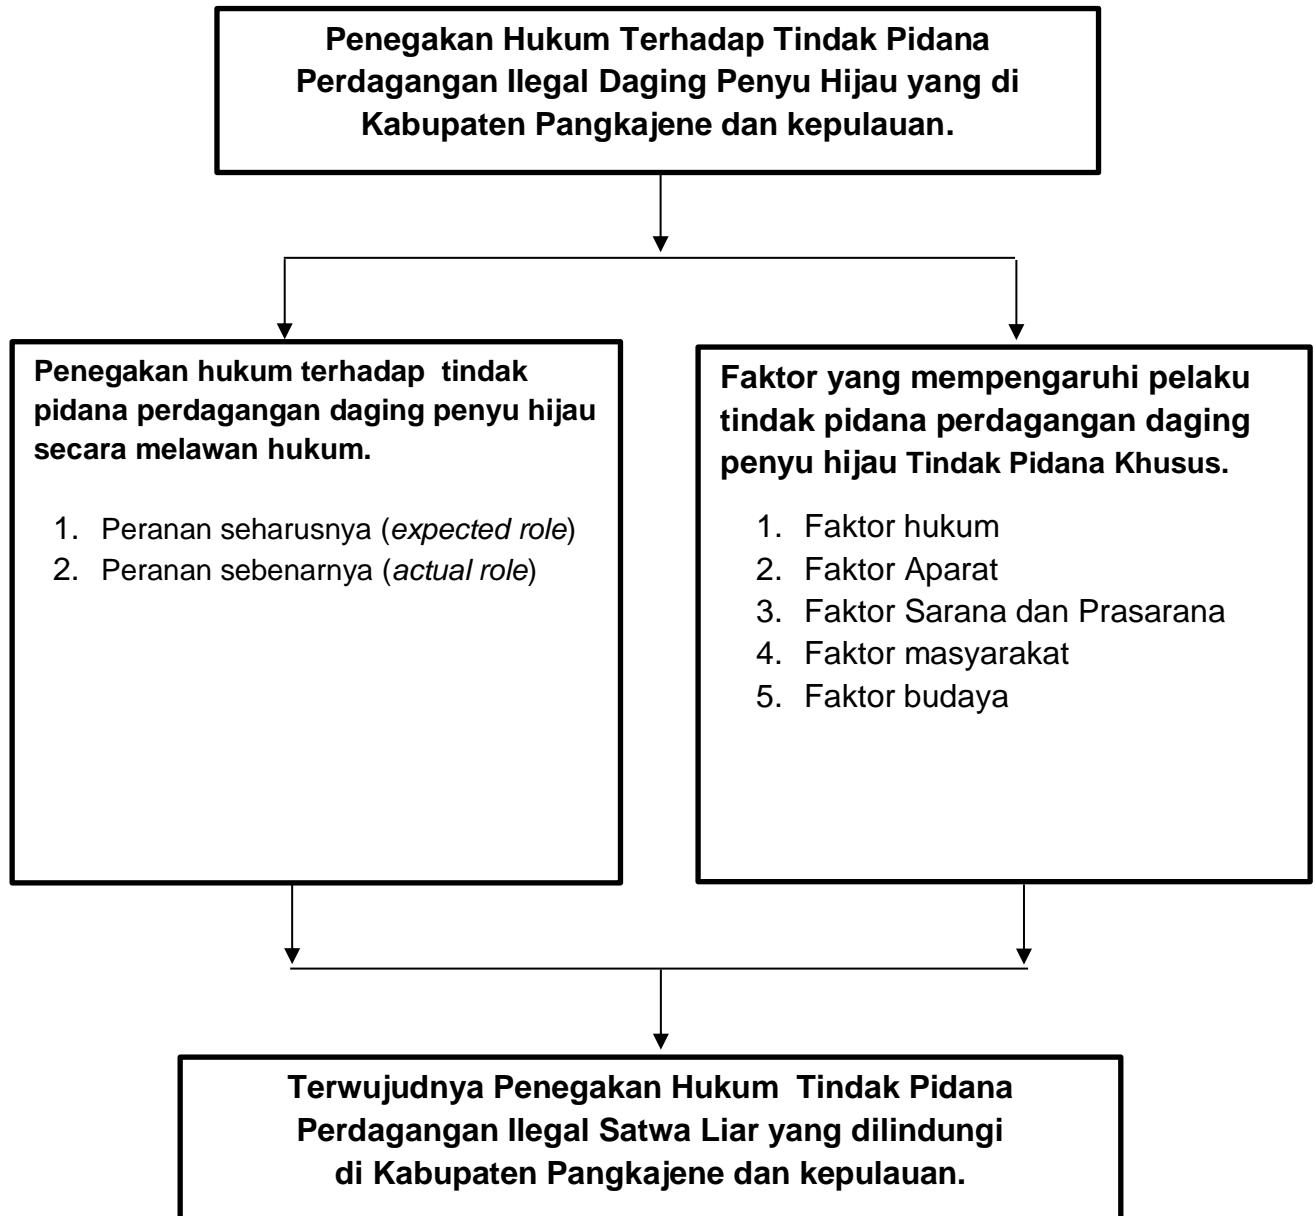 Penegakan Hukum Terhadap Tindak Pidana
Perdagangan Ilegal Daging Penyu Hijau yang di
Kabupaten Pangkajene dan kepulauan.
Penegakan hukum terhadap tindak
pidana perdagangan daging penyu hijau
secara melawan hukum.
1. Peranan seharusnya (expected role)
2. Peranan sebenarnya (actual role)
Faktor yang mempengaruhi pelaku
tindak pidana perdagangan daging
penyu hijau Tindak Pidana Khusus.
1. Faktor hukum
2. Faktor Aparat
3. Faktor Sarana dan Prasarana
4. Faktor masyarakat
5. Faktor budaya
Terwujudnya Penegakan Hukum Tindak Pidana
Perdagangan Ilegal Satwa Liar yang dilindungi
di Kabupaten Pangkajene dan kepulauan.